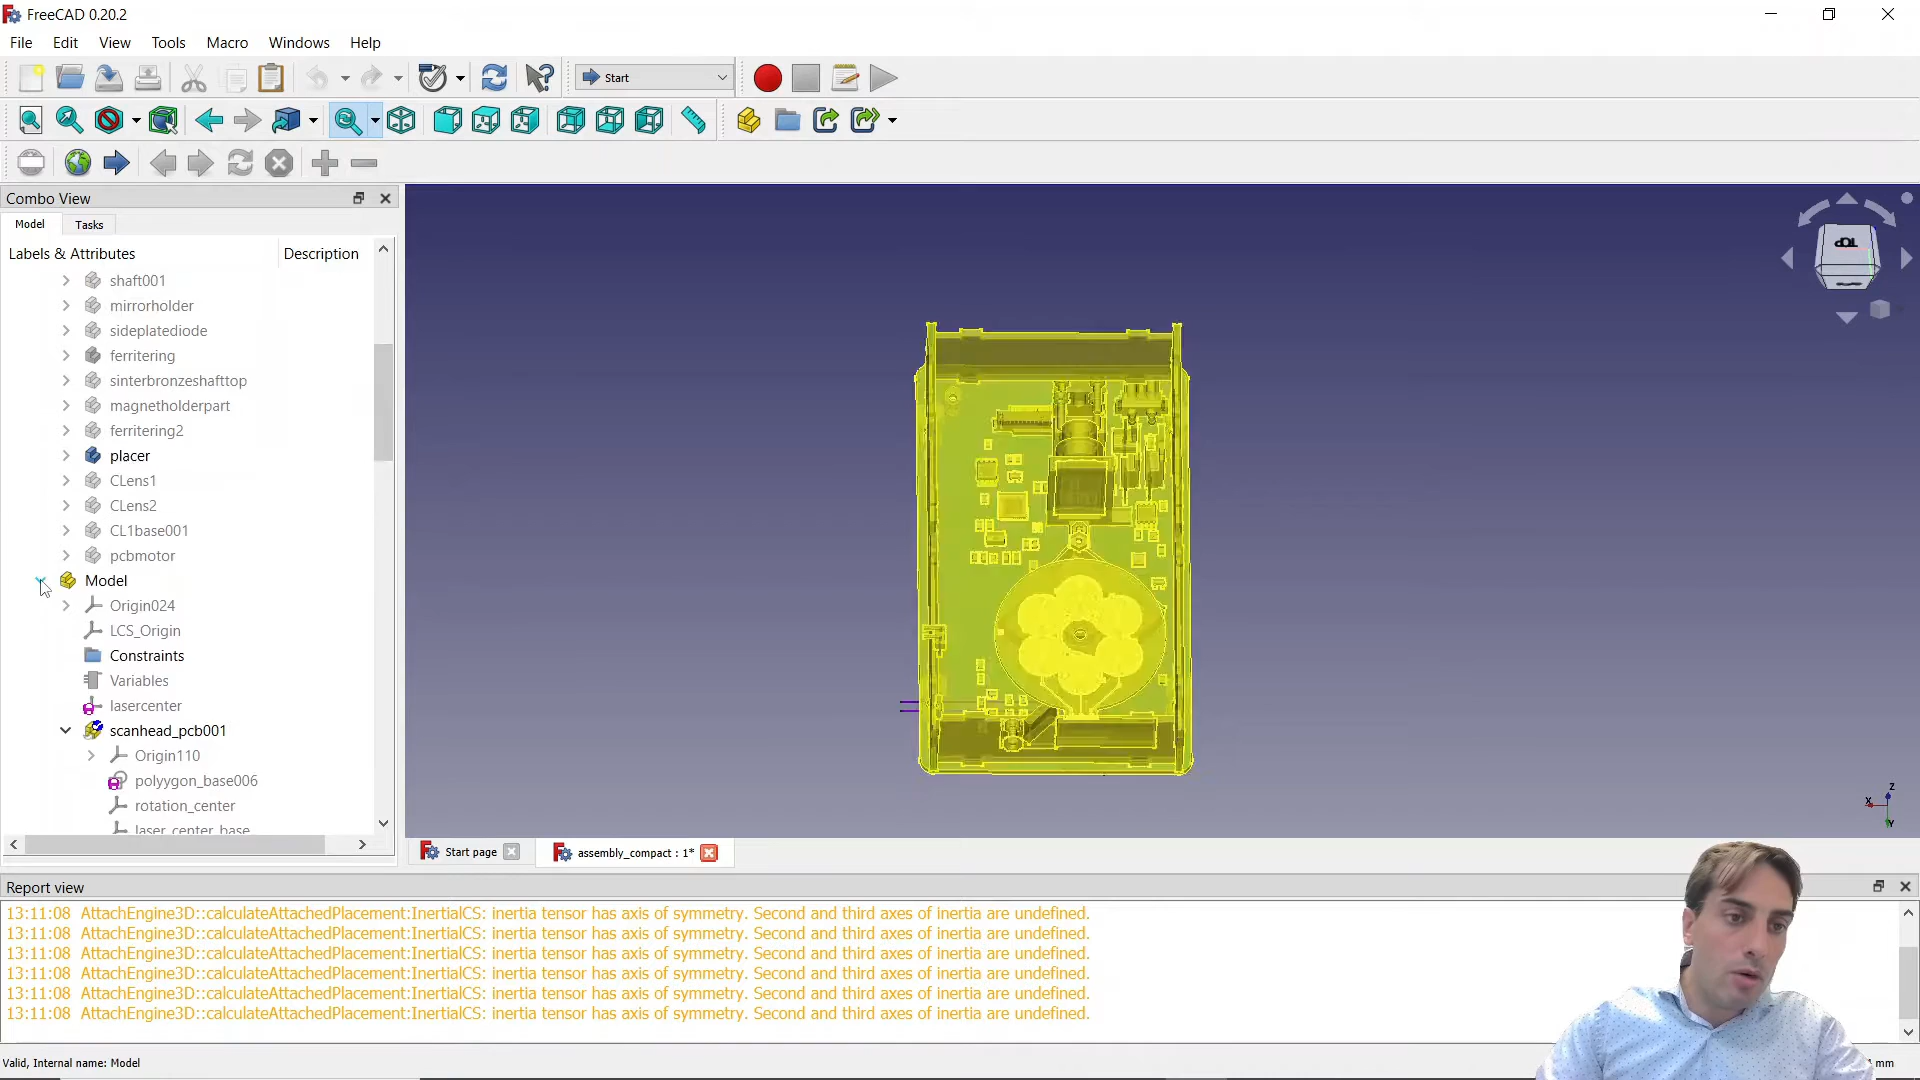 FreeCAD 0.20.2
File Edit View Tools Macro Windows Help
Start
Combo View
Model Tasks
Labels & Attributes Description
shaft001
mirrorholder
sideplatediode
ferritering
sinterbronzeshafttop
magnetholderpart
ferritering2
placer
CLens1
CLens2
CL1base001
pcbmotor
Model
Origin024
LCS_Origin
Constraints
Variables
lasercenter
scanhead_pcb001
Origin110
polyygon_base006
rotation_center
laser_center_base
TOP
Z
X
Y
Start page
assembly_compact : 1*
Report view
13:11:08 AttachEngine3D::calculateAttachedPlacement:InertialCS: inertia tensor has axis of symmetry. Second and third axes of inertia are undefined.
13:11:08 AttachEngine3D::calculateAttachedPlacement:InertialCS: inertia tensor has axis of symmetry. Second and third axes of inertia are undefined.
13:11:08 AttachEngine3D::calculateAttachedPlacement:InertialCS: inertia tensor has axis of symmetry. Second and third axes of inertia are undefined.
13:11:08 AttachEngine3D::calculateAttachedPlacement:InertialCS: inertia tensor has axis of symmetry. Second and third axes of inertia are undefined.
13:11:08 AttachEngine3D::calculateAttachedPlacement:InertialCS: inertia tensor has axis of symmetry. Second and third axes of inertia are undefined.
13:11:08 AttachEngine3D::calculateAttachedPlacement:InertialCS: inertia tensor has axis of symmetry. Second and third axes of inertia are undefined.
Valid, Internal name: Model
mm